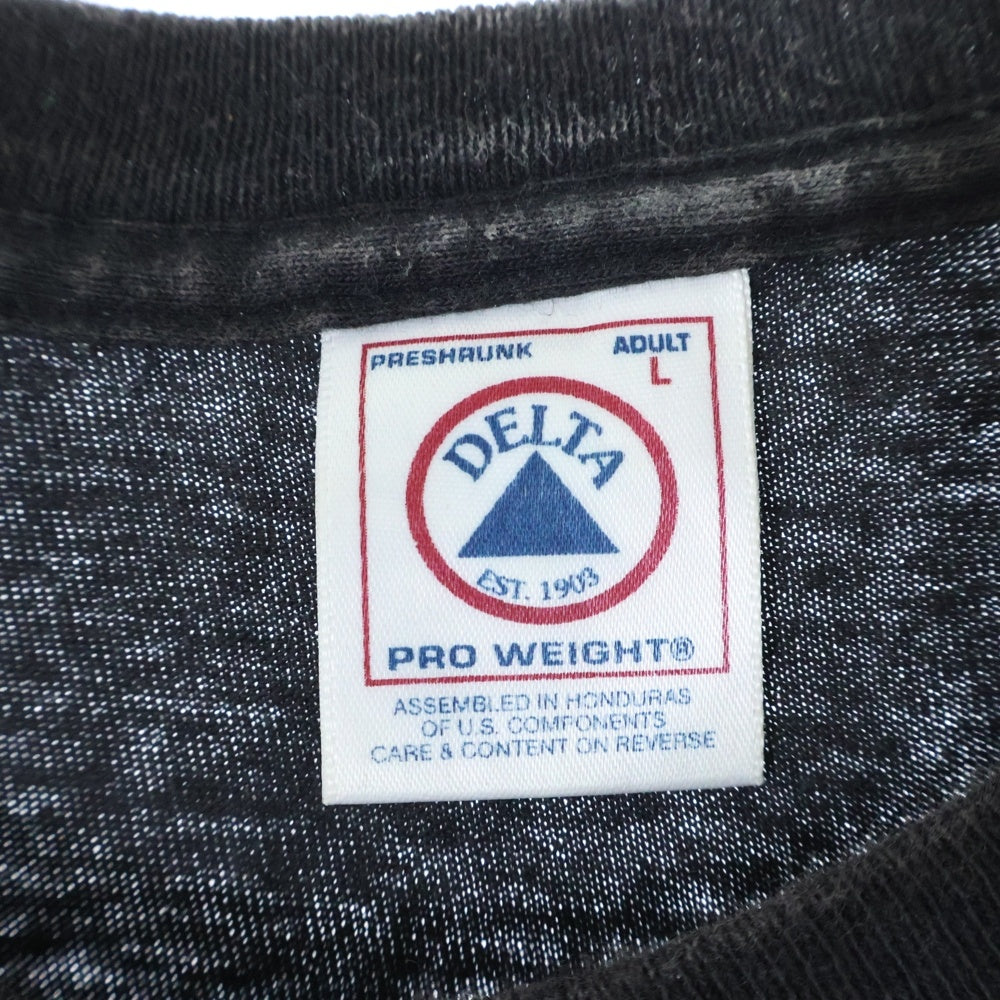 PRESHRUNK ADULT
L
DELTA
EST. 1903
PRO WEIGHT®
ASSEMBLED IN HONDURAS
OF U.S. COMPONENTS
CARE & CONTENT ON REVERSE